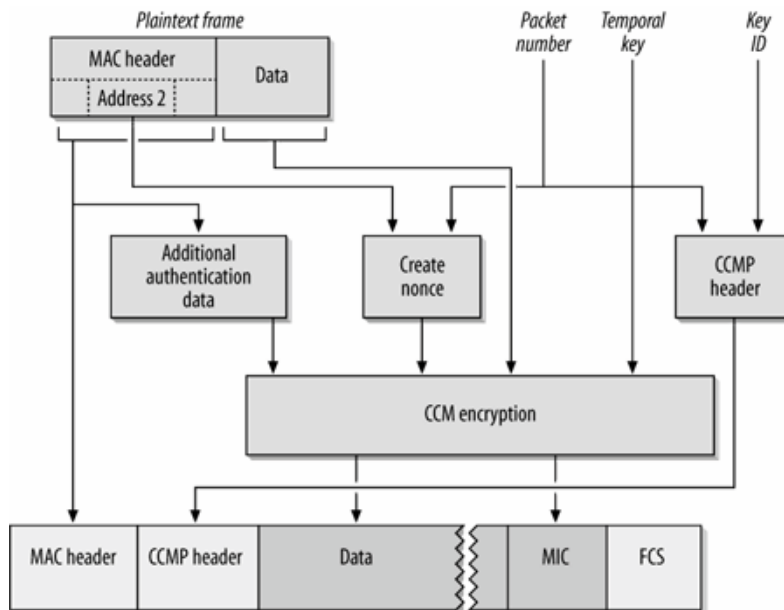 Plaintext frame
Packet number
Temporal key
Key ID
MAC header
Data
Address 2
Additional authentication data
Create nonce
CCMP header
CCM encryption
MAC header
CCMP header
Data
MIC
FCS